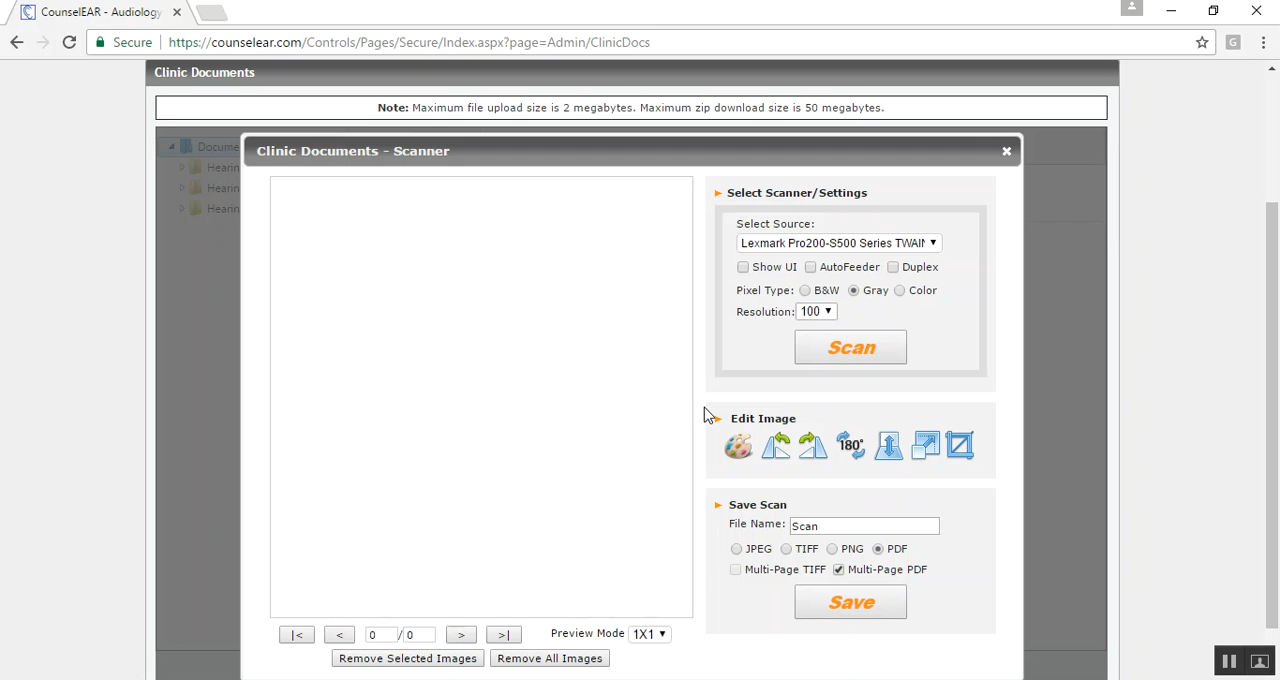 CounselEAR - Audiology
Secure https://counselear.com/Controls/Pages/Secure/Index.aspx?page=Admin/ClinicDocs
G
Clinic Documents
Note: Maximum file upload size is 2 megabytes. Maximum zip download size is 50 megabytes.
Docume
Hearin
Hearin
Hearin
Clinic Documents - Scanner
Select Scanner/Settings
Select Source:
Lexmark Pro200-S500 Series TWAIN
Show UI AutoFeeder Duplex
Pixel Type: B&W Gray Color
Resolution: 100
Scan
Edit Image
180°
Save Scan
File Name: Scan
JPEG TIFF PNG PDF
Multi-Page TIFF Multi-Page PDF
Save
|< < 0 / 0 > >| Preview Mode 1X1
Remove Selected Images Remove All Images